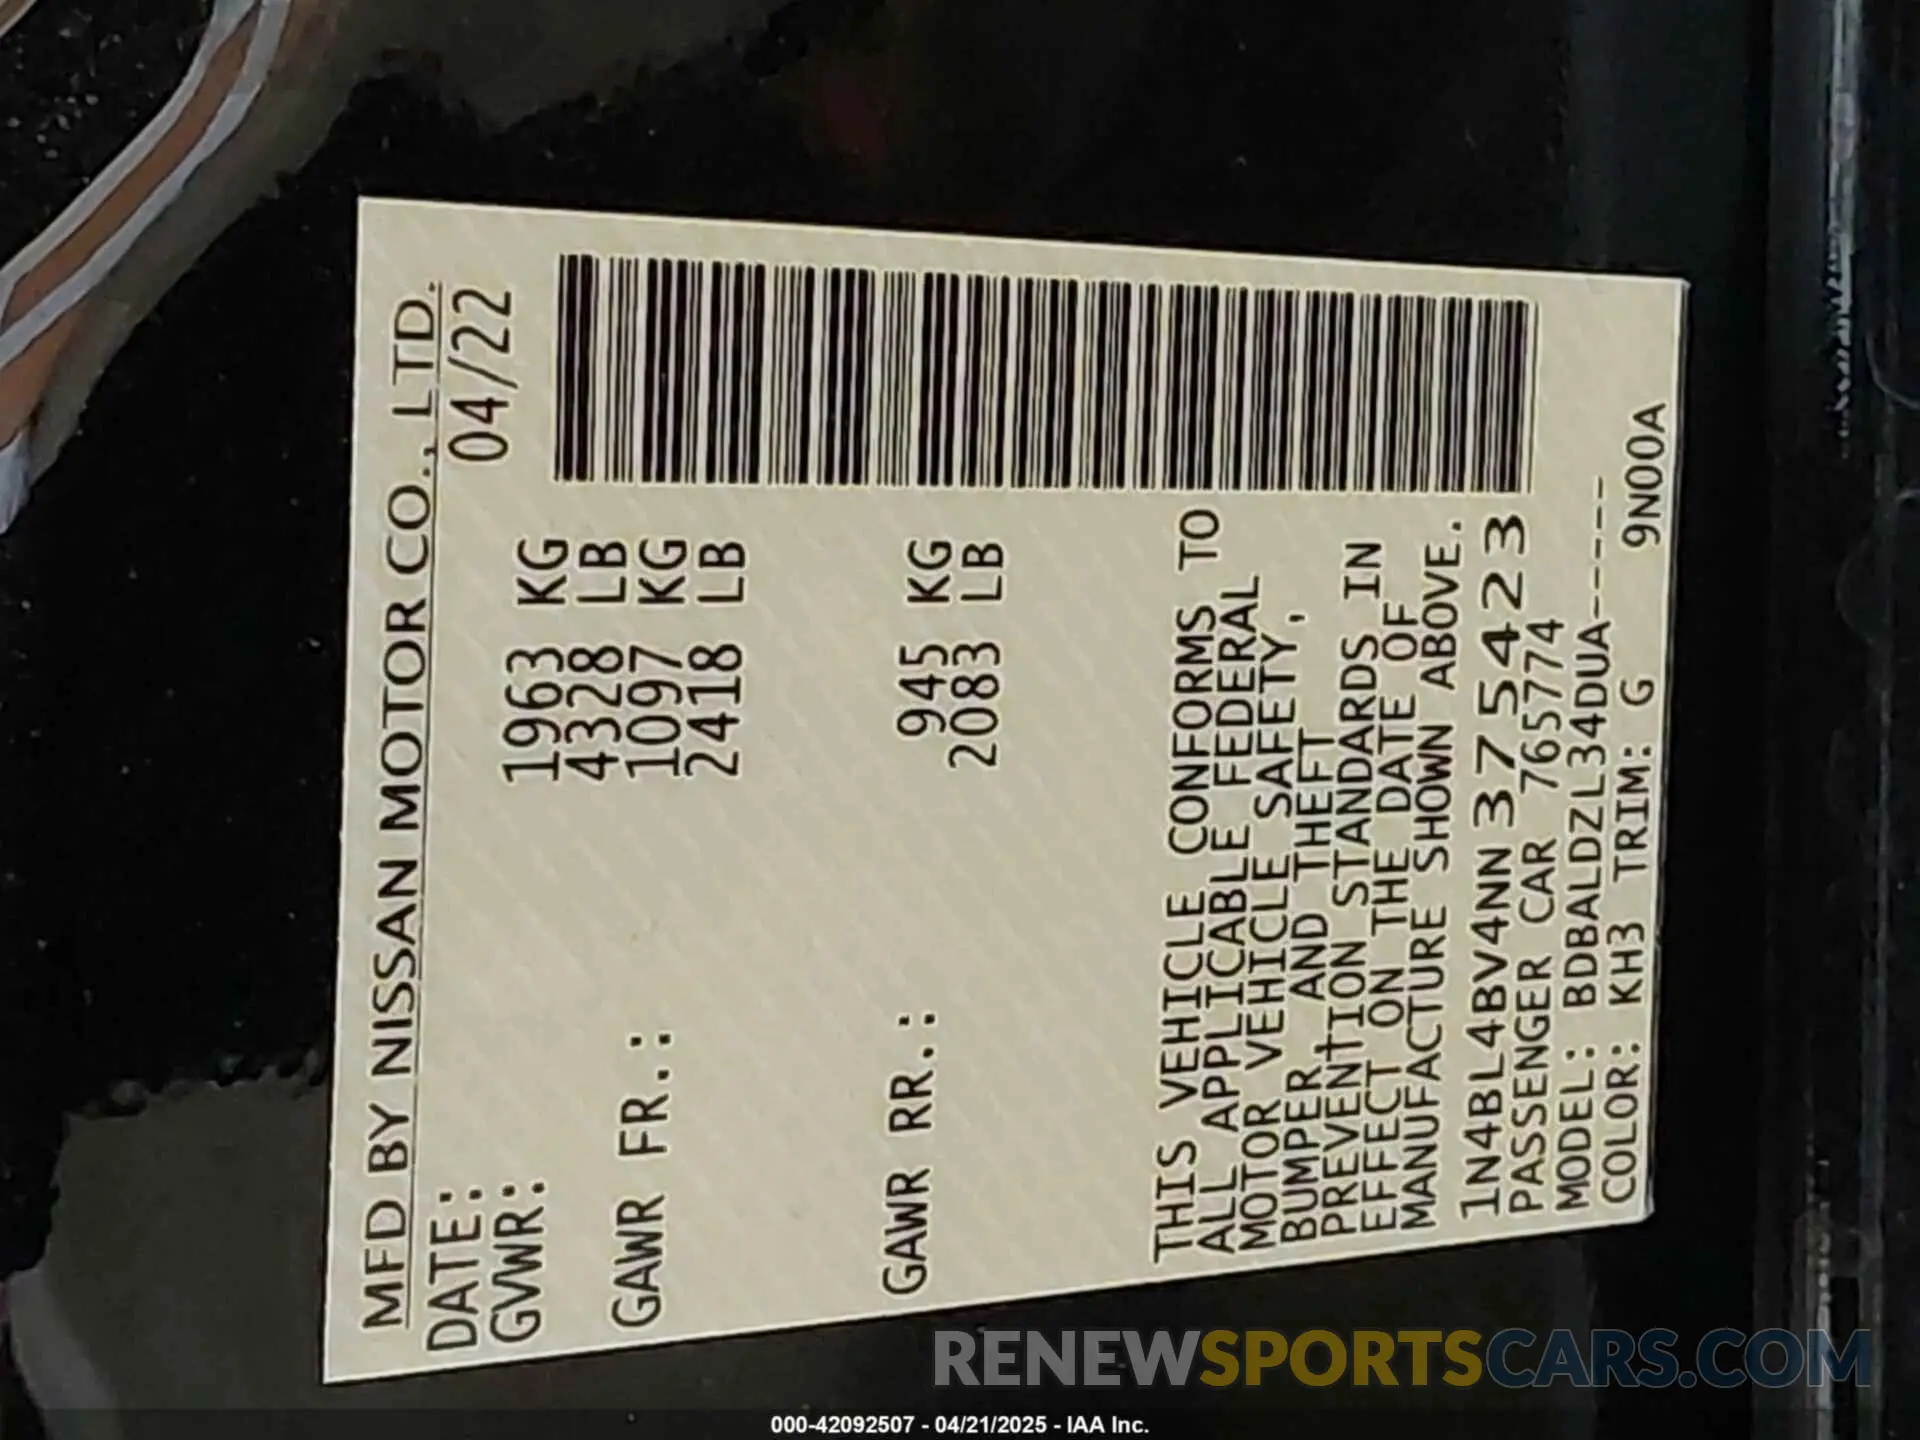 MFD BY NISSAN MOTOR CO., LTD.
DATE: 04/22
GVWR: 1963 KG
4328 LB
GAWR FR.: 1097 KG
2418 LB
GAWR RR.: 945 KG
2083 LB
THIS VEHICLE CONFORMS TO
ALL APPLICABLE FEDERAL
MOTOR VEHICLE SAFETY,
BUMPER, AND THEFT
PREVENTION STANDARDS IN
EFFECT ON THE DATE OF
MANUFACTURE SHOWN ABOVE.
1N4BL4BV4NN375423
PASSENGER CAR 765774
MODEL: BDBALDZL34DUA-----
COLOR: KH3 TRIM: G 9N00A
RENEWSPORTSCARS.COM
000-42092507 - 04/21/2025 - IAA Inc.